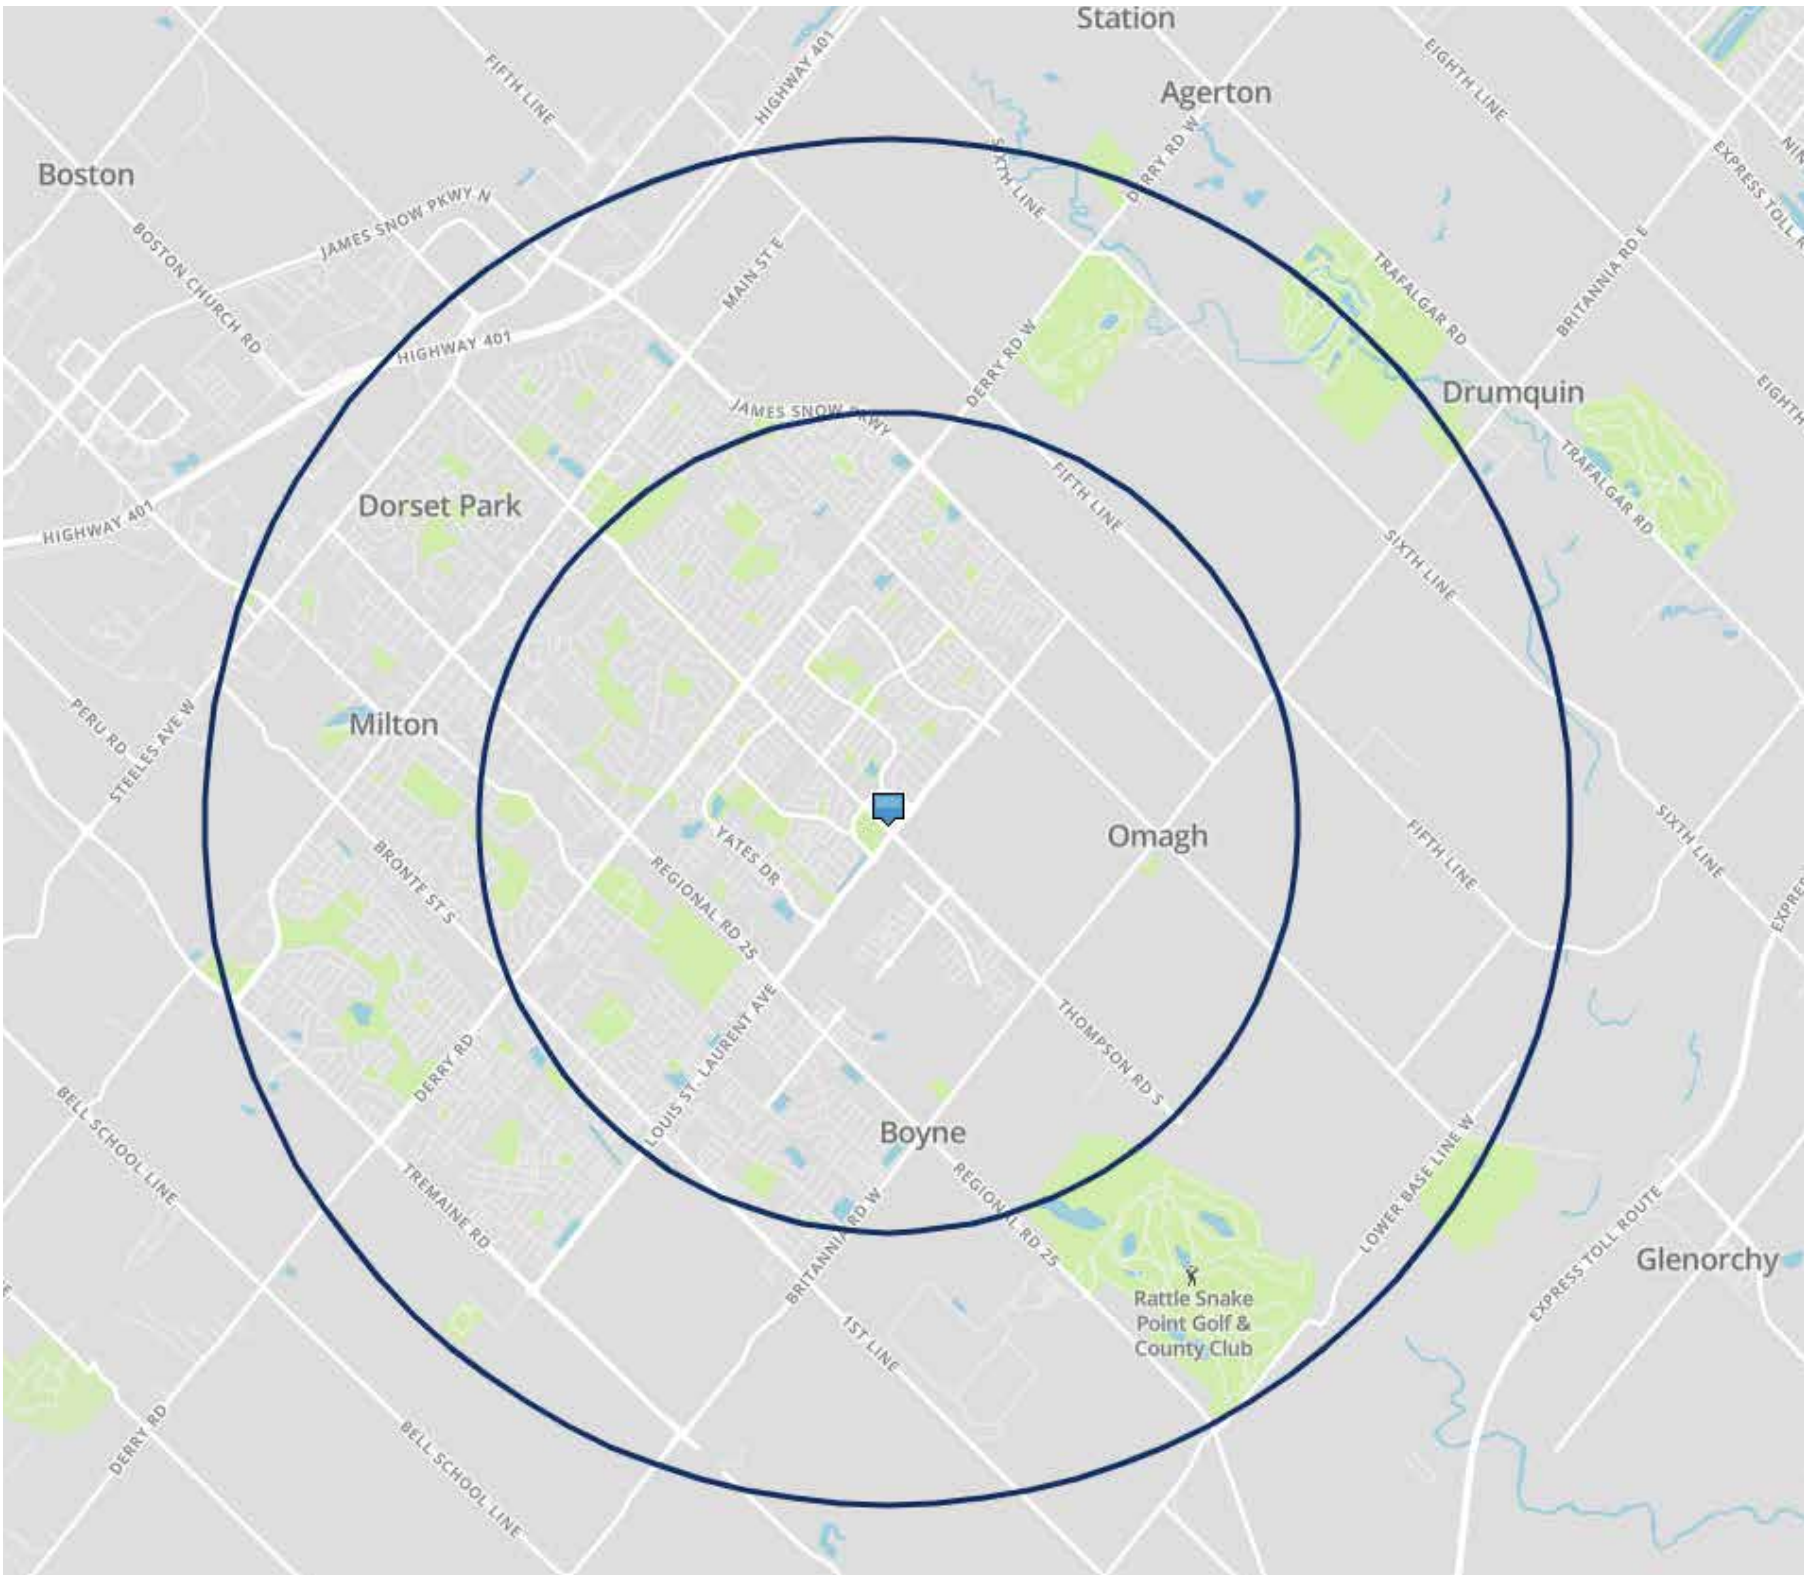 Station
FIFTH LINE
HIGHWAY 401
EIGHTH LINE
Agerton
DERRY RD W
NIN
EXPRESS TOLL R
Boston
SIXTH LINE
JAMES SNOW PKWY N
BOSTON CHURCH RD
MAIN ST E
TRAFALGAR RD
BRITANNIA RD E
HIGHWAY 401
DERRY RD W
Drumquin
EIGHTH
JAMES SNOW PKWY
TRAFALGAR RD
Dorset Park
HIGHWAY 401
FIFTH LINE
SIXTH LINE
PERU RD
STEELES AVE W
Milton
Omagh
YATES DR
BRONTE ST S
REGIONAL RD 25
FIFTH LINE
SIXTH LINE
EXPRES
LOUIS ST. LAURENT AVE
THOMPSON RD S
DERRY RD
BELL SCHOOL LINE
Boyne
TREMAINE RD
REGIONAL RD 25
LOWER BASE LINE W
BRITANNIA RD W
EXPRESS TOLL ROUTE
Glenorchy
Rattle Snake
Point Golf &
County Club
E
1ST LINE
DERRY RD
BELL SCHOOL LINE